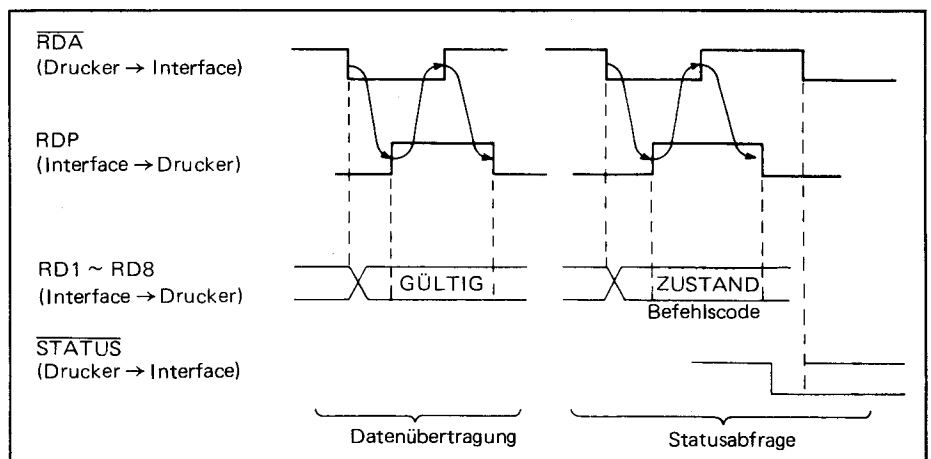 RDA
(Drucker → Interface)
RDP
(Interface → Drucker)
RD1 ~ RD8
(Interface → Drucker)
GÜLTIG
ZUSTAND
Befehlscode
STATUS
(Drucker → Interface)
Datenübertragung
Statusabfrage